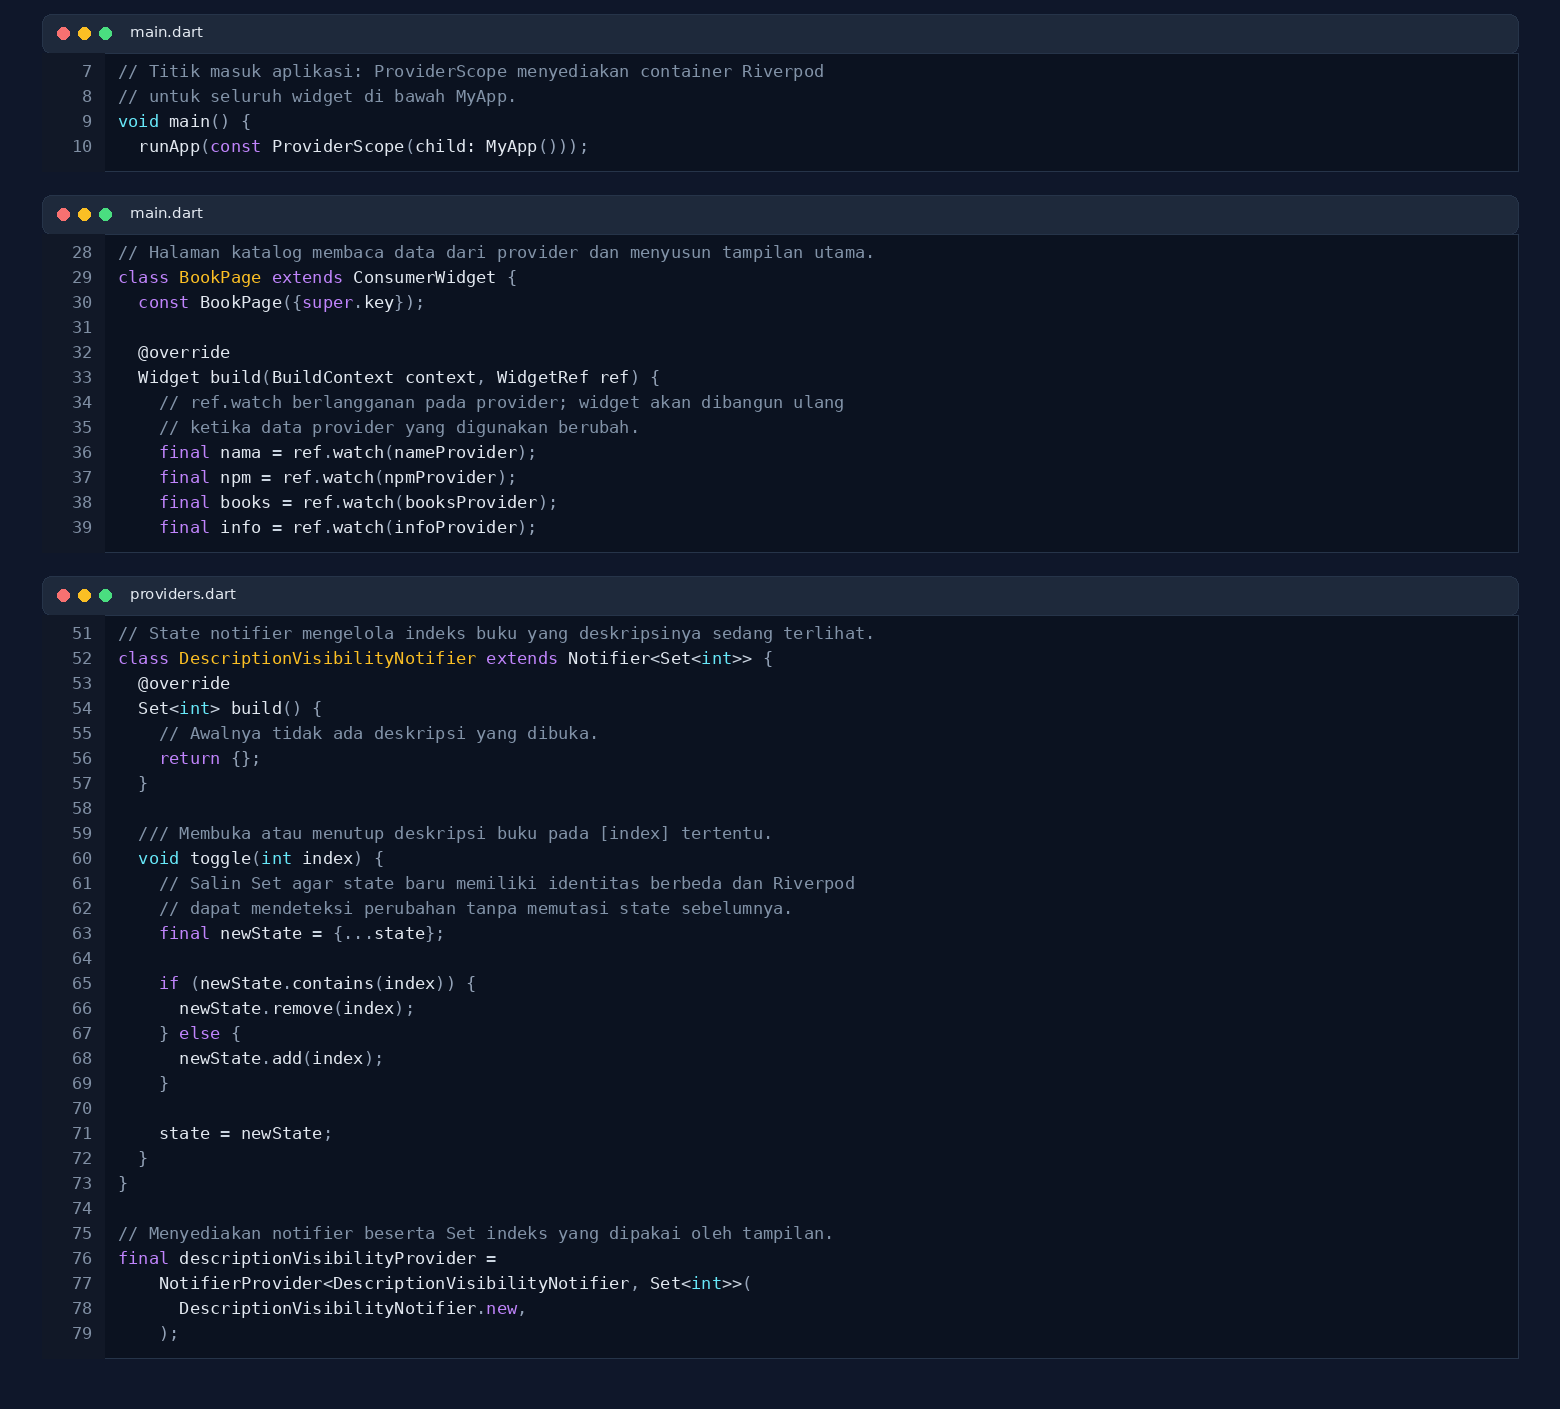 main.dart
7 // Titik masuk aplikasi: ProviderScope menyediakan container Riverpod
8 // untuk seluruh widget di bawah MyApp.
9 void main() {
10   runApp(const ProviderScope(child: MyApp()));
main.dart
28 // Halaman katalog membaca data dari provider dan menyusun tampilan utama.
29 class BookPage extends ConsumerWidget {
30   const BookPage({super.key});
31
32   @override
33   Widget build(BuildContext context, WidgetRef ref) {
34     // ref.watch berlangganan pada provider; widget akan dibangun ulang
35     // ketika data provider yang digunakan berubah.
36     final nama = ref.watch(nameProvider);
37     final npm = ref.watch(npmProvider);
38     final books = ref.watch(booksProvider);
39     final info = ref.watch(infoProvider);
providers.dart
51 // State notifier mengelola indeks buku yang deskripsinya sedang terlihat.
52 class DescriptionVisibilityNotifier extends Notifier<Set<int>> {
53   @override
54   Set<int> build() {
55     // Awalnya tidak ada deskripsi yang dibuka.
56     return {};
57   }
58
59   /// Membuka atau menutup deskripsi buku pada [index] tertentu.
60   void toggle(int index) {
61     // Salin Set agar state baru memiliki identitas berbeda dan Riverpod
62     // dapat mendeteksi perubahan tanpa memutasi state sebelumnya.
63     final newState = {...state};
64
65     if (newState.contains(index)) {
66       newState.remove(index);
67     } else {
68       newState.add(index);
69     }
70
71     state = newState;
72   }
73 }
74
75 // Menyediakan notifier beserta Set indeks yang dipakai oleh tampilan.
76 final descriptionVisibilityProvider =
77     NotifierProvider<DescriptionVisibilityNotifier, Set<int>>(
78       DescriptionVisibilityNotifier.new,
79     );